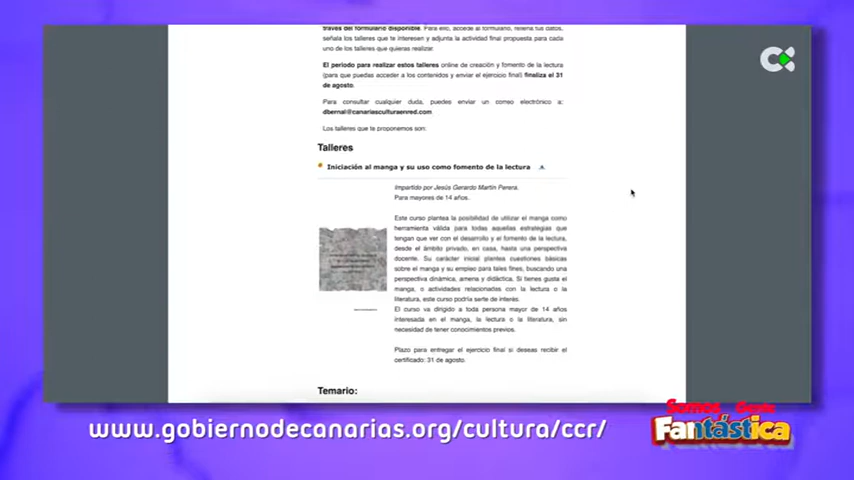 través del formulario disponible. Para ello, accede al formulario, rellena tus datos,
señala los talleres que te interesen y adjunta la actividad final propuesta para cada
uno de los talleres que quieras realizar.
El periodo para realizar estos talleres online de creación y fomento de la lectura
(para que puedas acceder a los contenidos y enviar el ejercicio final) finaliza el 31
de agosto.
Para consultar cualquier duda, puedes enviar un correo electrónico a:
dbernal@canariasculturaenred.com
Los talleres que te proponemos son:
Talleres
Iniciación al manga y su uso como fomento de la lectura
Impartido por Jesús Gerardo Martín Perera.
Para mayores de 14 años.
Este curso plantea la posibilidad de utilizar el manga como
herramienta válida para todas aquellas estrategias que
tengan que ver con el desarrollo y el fomento de la lectura,
desde el ámbito privado, en casa, hasta una perspectiva
docente. Su carácter inicial plantea cuestiones básicas
sobre el manga y su empleo para tales fines, buscando una
perspectiva dinámica, amena y didáctica. Si tienes gusta el
manga, o actividades relacionadas con la lectura o la
literatura, este curso podría serte de interés.
El curso va dirigido a toda persona mayor de 14 años
interesada en el manga, la lectura o la literatura, sin
necesidad de tener conocimientos previos.
Plazo para entregar el ejercicio final si deseas recibir el
certificado: 31 de agosto.
Temario:
www.gobiernodecanarias.org/cultura/ccr/
Somos Gente
Fantástica